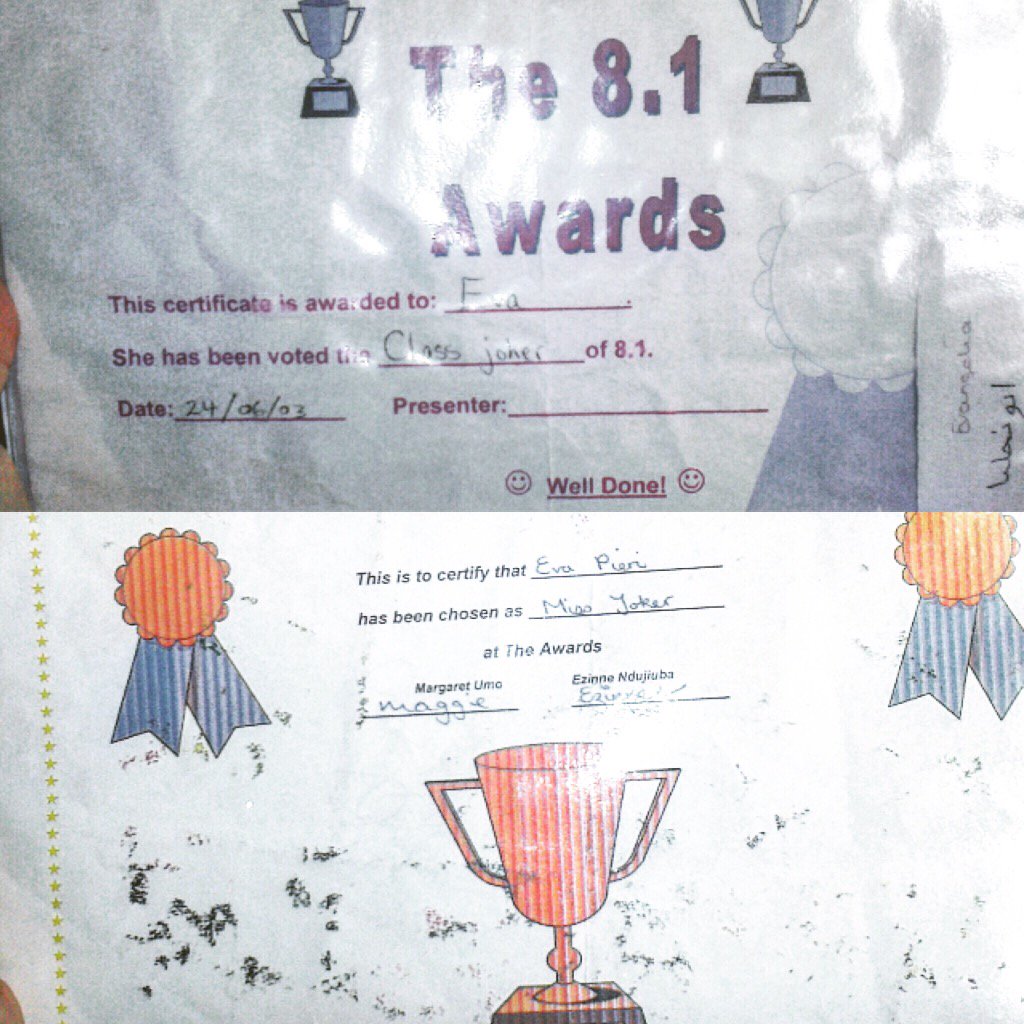 The 8.1
Awards
This certificate is awarded to: Eva
She has been voted the Class joker of 8.1.
Date: 24/06/03 Presenter:
Well Done!
Evangelia
This is to certify that Eva Pieri
has been chosen as Miss Joker
at The Awards
Margaret Umo Ezinne Ndujiuba
maggie Ezinne